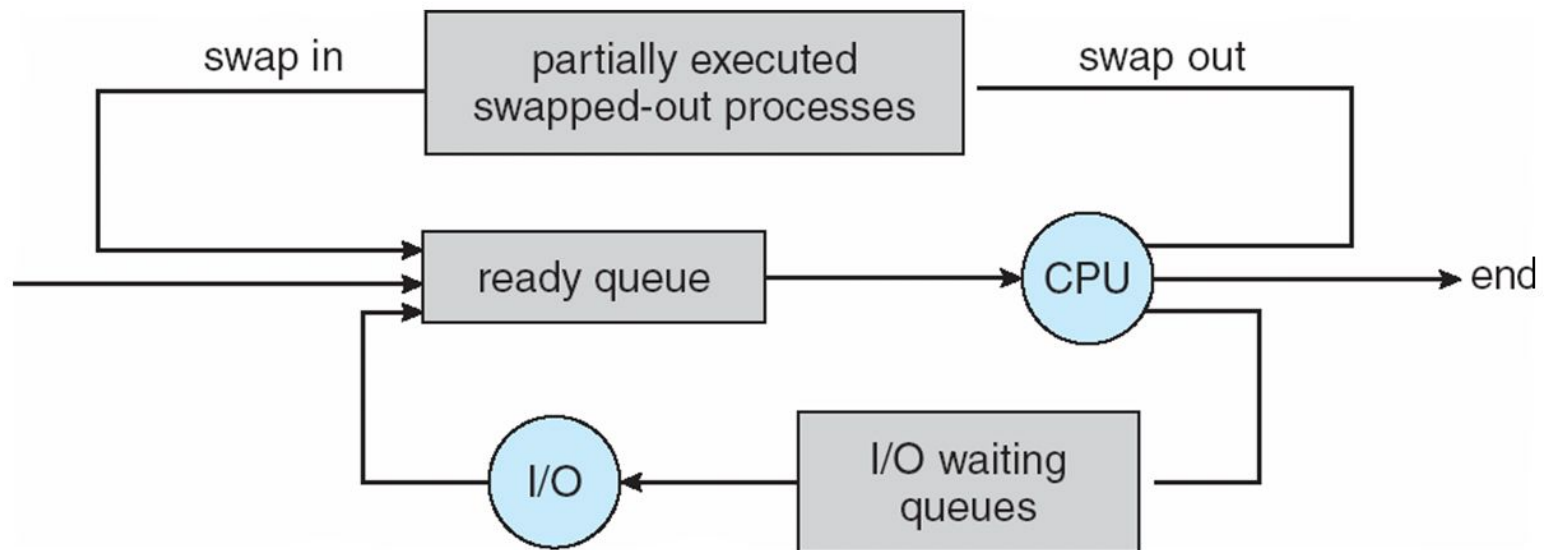 swap in
partially executed
swapped-out processes
swap out
ready queue
CPU
end
I/O
I/O waiting
queues